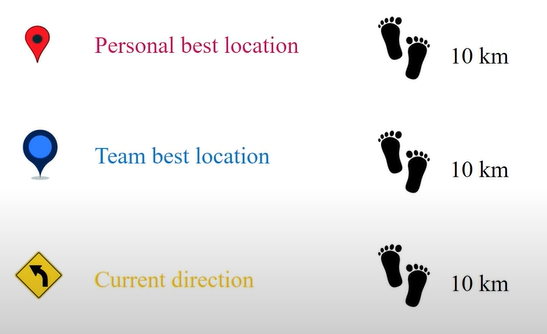 Personal best location
10 km
Team best location
10 km
Current direction
10 km